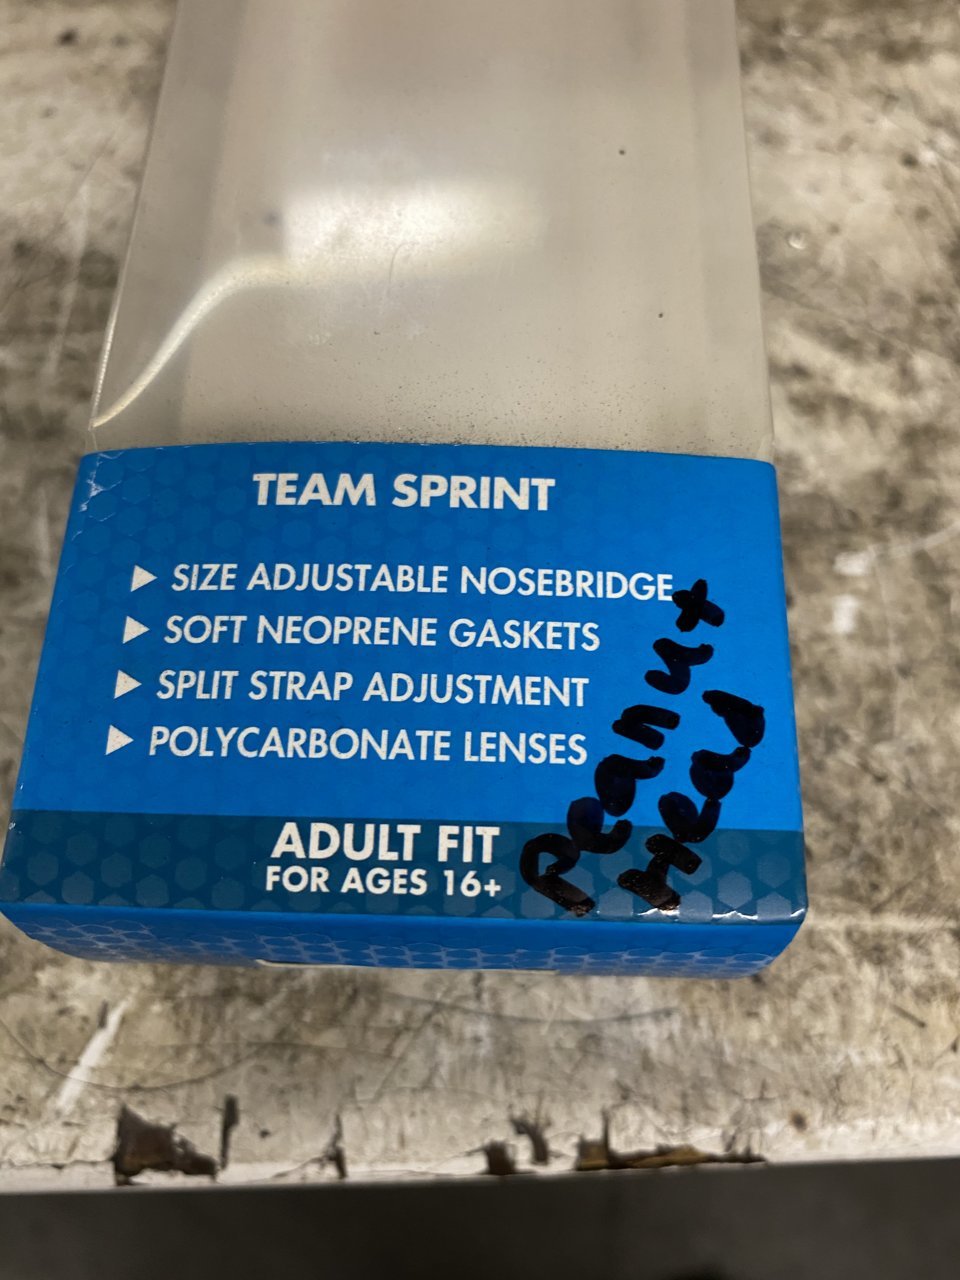 TEAM SPRINT
▶ SIZE ADJUSTABLE NOSEBRIDGE
▶ SOFT NEOPRENE GASKETS
▶ SPLIT STRAP ADJUSTMENT
▶ POLYCARBONATE LENSES
ADULT FIT
FOR AGES 16+
Peanut
Head